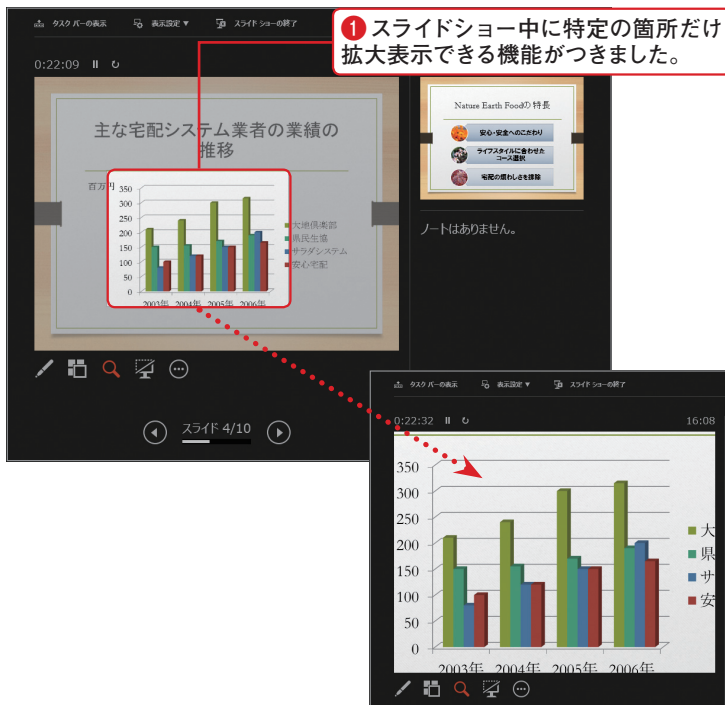 タスク バーの表示 表示設定 ▼ スライド ショーの終了
❶ スライドショー中に特定の箇所だけ
拡大表示できる機能がつきました。
0:22:09
主な宅配システム業者の業績の
推移
百万円
350
300
250
200
150
100
50
0
2003年 2004年 2005年 2006年
大地倶楽部
県民生協
サラダシステム
安心宅配
Nature Earth Foodの特長
安心・安全へのこだわり
ライフスタイルに合わせた
コース選択
宅配の煩わしさを排除
ノートはありません。
スライド 4/10
タスク バーの表示 表示設定 ▼ スライド ショーの終了
0:22:32 16:08
350
300
250
200
150
100
50
0
2003年 2004年 2005年 2006年
大
県
サ
安